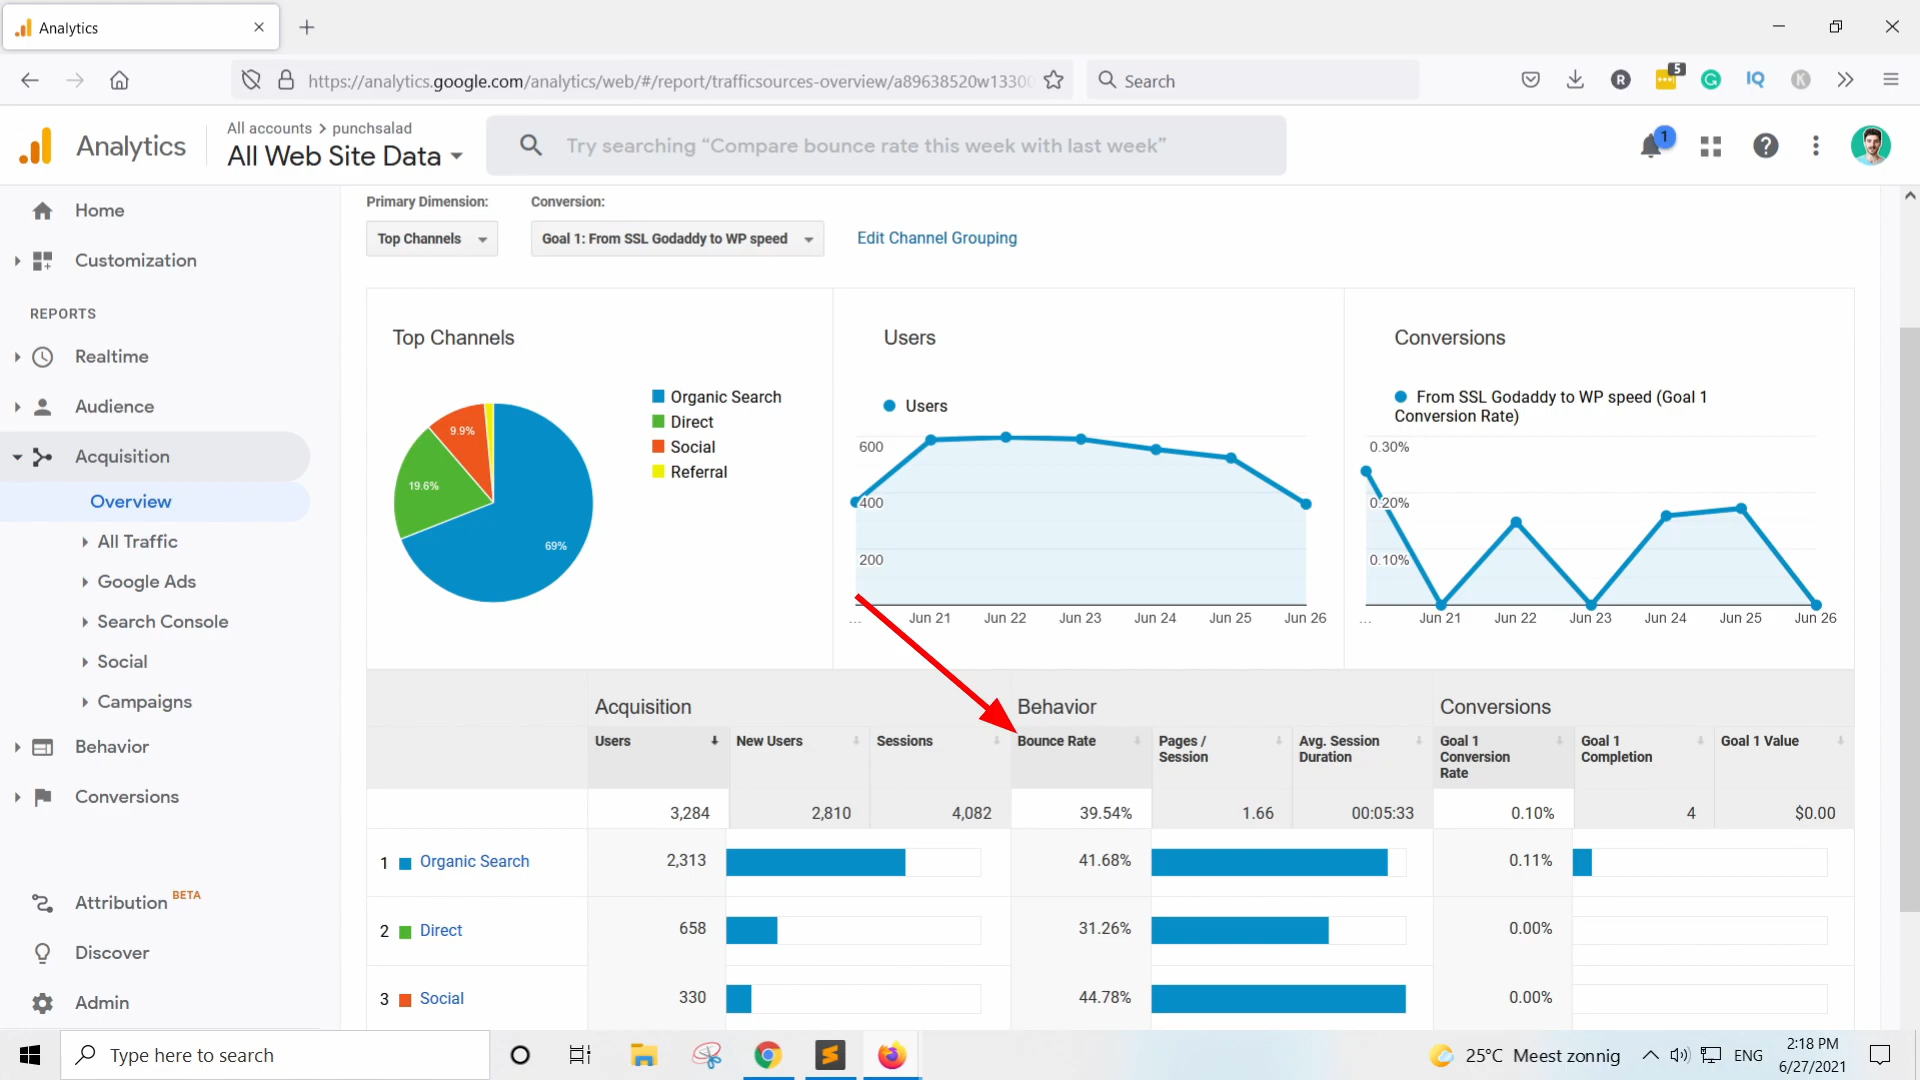 Analytics
https://analytics.google.com/analytics/web/#/report/trafficsources-overview/a89638520w1330
Search
5
R
IQ
K
Analytics
All accounts > punchsalad
All Web Site Data
Try searching “Compare bounce rate this week with last week”
1
Home
Customization
REPORTS
Realtime
Audience
Acquisition
Overview
All Traffic
Google Ads
Search Console
Social
Campaigns
Behavior
Conversions
Attribution BETA
Discover
Admin
Primary Dimension:
Conversion:
Top Channels
Goal 1: From SSL Godaddy to WP speed
Edit Channel Grouping
Top Channels
Organic Search
Direct
Social
Referral
9.9%
19.6%
69%
Users
Users
600
400
200
... Jun 21 Jun 22 Jun 23 Jun 24 Jun 25 Jun 26
Conversions
From SSL Godaddy to WP speed (Goal 1
Conversion Rate)
0.30%
0.20%
0.10%
... Jun 21 Jun 22 Jun 23 Jun 24 Jun 25 Jun 26
Acquisition Behavior Conversions
Users New Users Sessions Bounce Rate Pages / Avg. Session Goal 1 Goal 1 Goal 1 Value
Session Duration Conversion Completion
Rate
3,284 2,810 4,082 39.54% 1.66 00:05:33 0.10% 4 $0.00
1 Organic Search 2,313 41.68% 0.11%
2 Direct 658 31.26% 0.00%
3 Social 330 44.78% 0.00%
Type here to search
25°C Meest zonnig
ENG
2:18 PM
6/27/2021